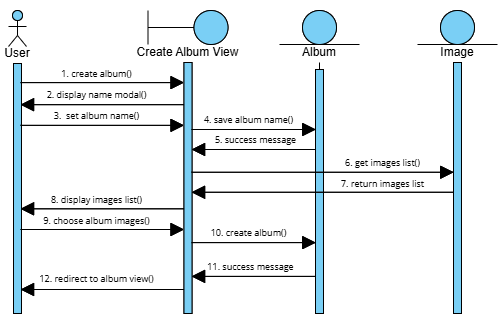 User
Create Album View
Album
Image
1. create album()
2. display name modal()
3. set album name()
4. save album name()
5. success message
6. get images list()
7. return images list
8. display images list()
9. choose album images()
10. create album()
11. success message
12. redirect to album view()